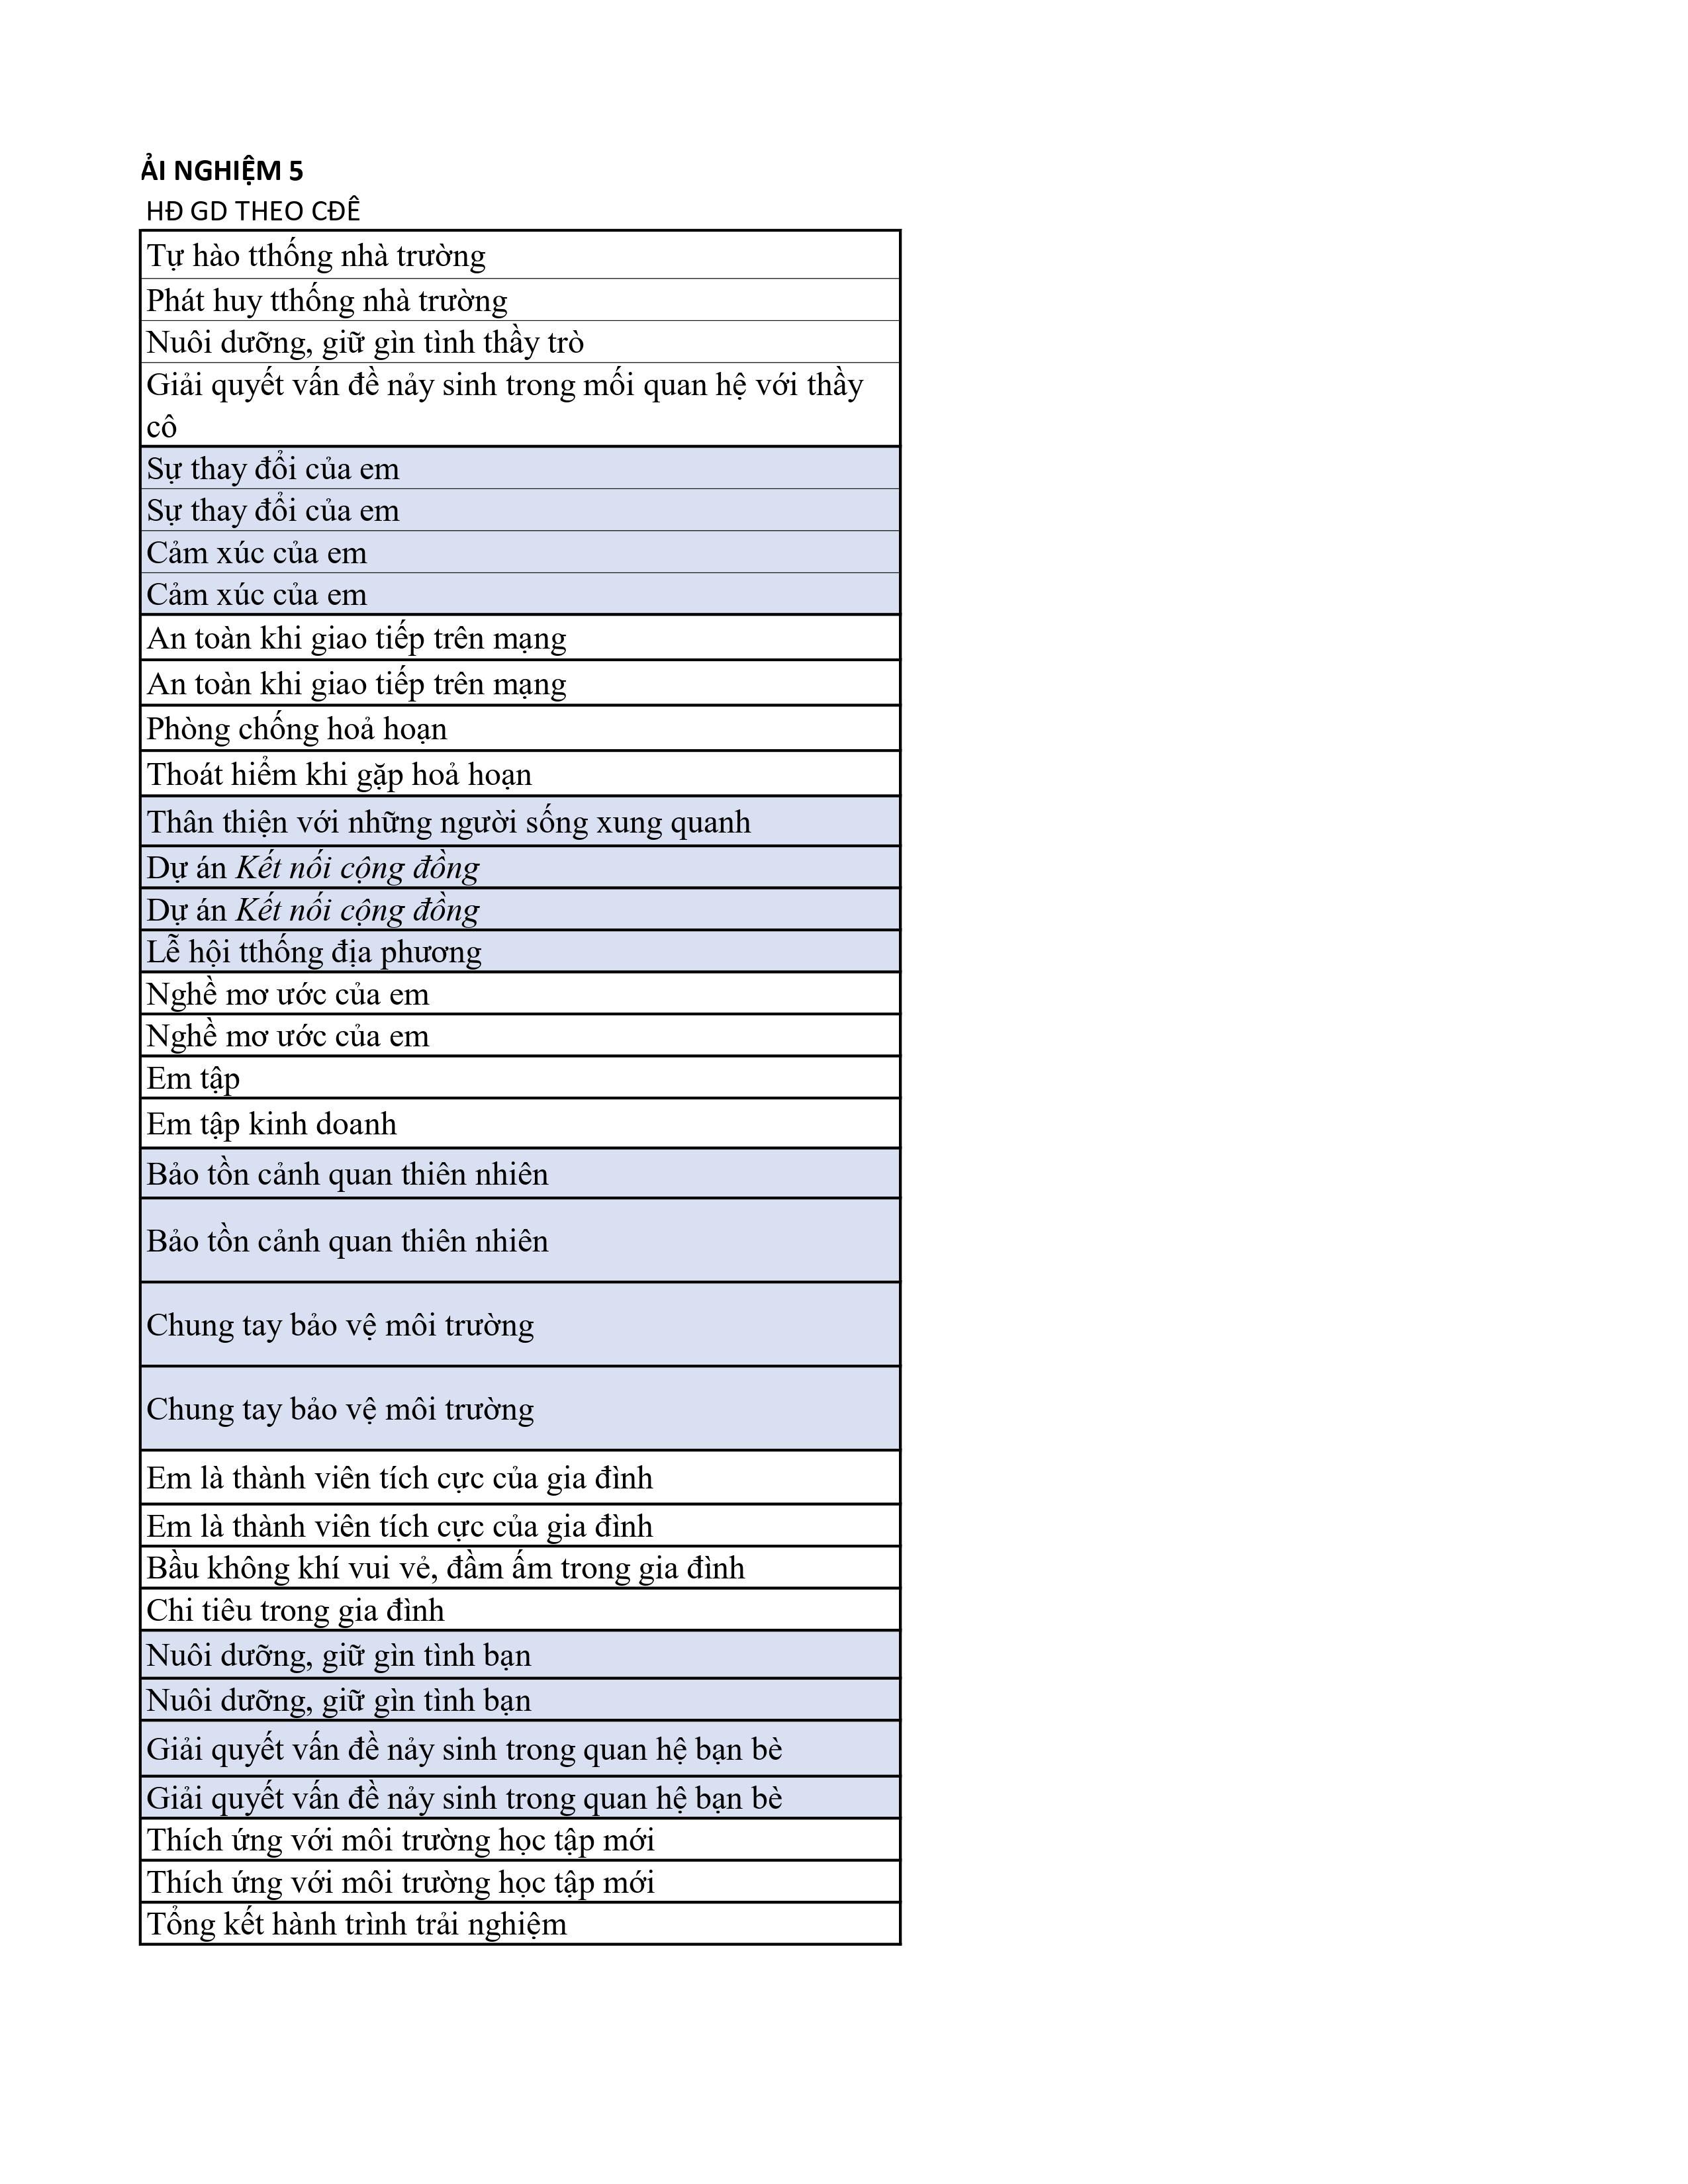 ẢI NGHIỆM 5
HĐ GD THEO CĐÊ
Tự hào tthống nhà trường
Phát huy tthống nhà trường
Nuôi dưỡng, giữ gìn tình thầy trò
Giải quyết vấn đề nảy sinh trong mối quan hệ với thầy
cô
Sự thay đổi của em
Sự thay đổi của em
Cảm xúc của em
Cảm xúc của em
An toàn khi giao tiếp trên mạng
An toàn khi giao tiếp trên mạng
Phòng chống hoả hoạn
Thoát hiểm khi gặp hoả hoạn
Thân thiện với những người sống xung quanh
Dự án Kết nối cộng đồng
Dự án Kết nối cộng đồng
Lễ hội tthống địa phương
Nghề mơ ước của em
Nghề mơ ước của em
Em tập
Em tập kinh doanh
Bảo tồn cảnh quan thiên nhiên
Bảo tồn cảnh quan thiên nhiên
Chung tay bảo vệ môi trường
Chung tay bảo vệ môi trường
Em là thành viên tích cực của gia đình
Em là thành viên tích cực của gia đình
Bầu không khí vui vẻ, đầm ấm trong gia đình
Chi tiêu trong gia đình
Nuôi dưỡng, giữ gìn tình bạn
Nuôi dưỡng, giữ gìn tình bạn
Giải quyết vấn đề nảy sinh trong quan hệ bạn bè
Giải quyết vấn đề nảy sinh trong quan hệ bạn bè
Thích ứng với môi trường học tập mới
Thích ứng với môi trường học tập mới
Tổng kết hành trình trải nghiệm